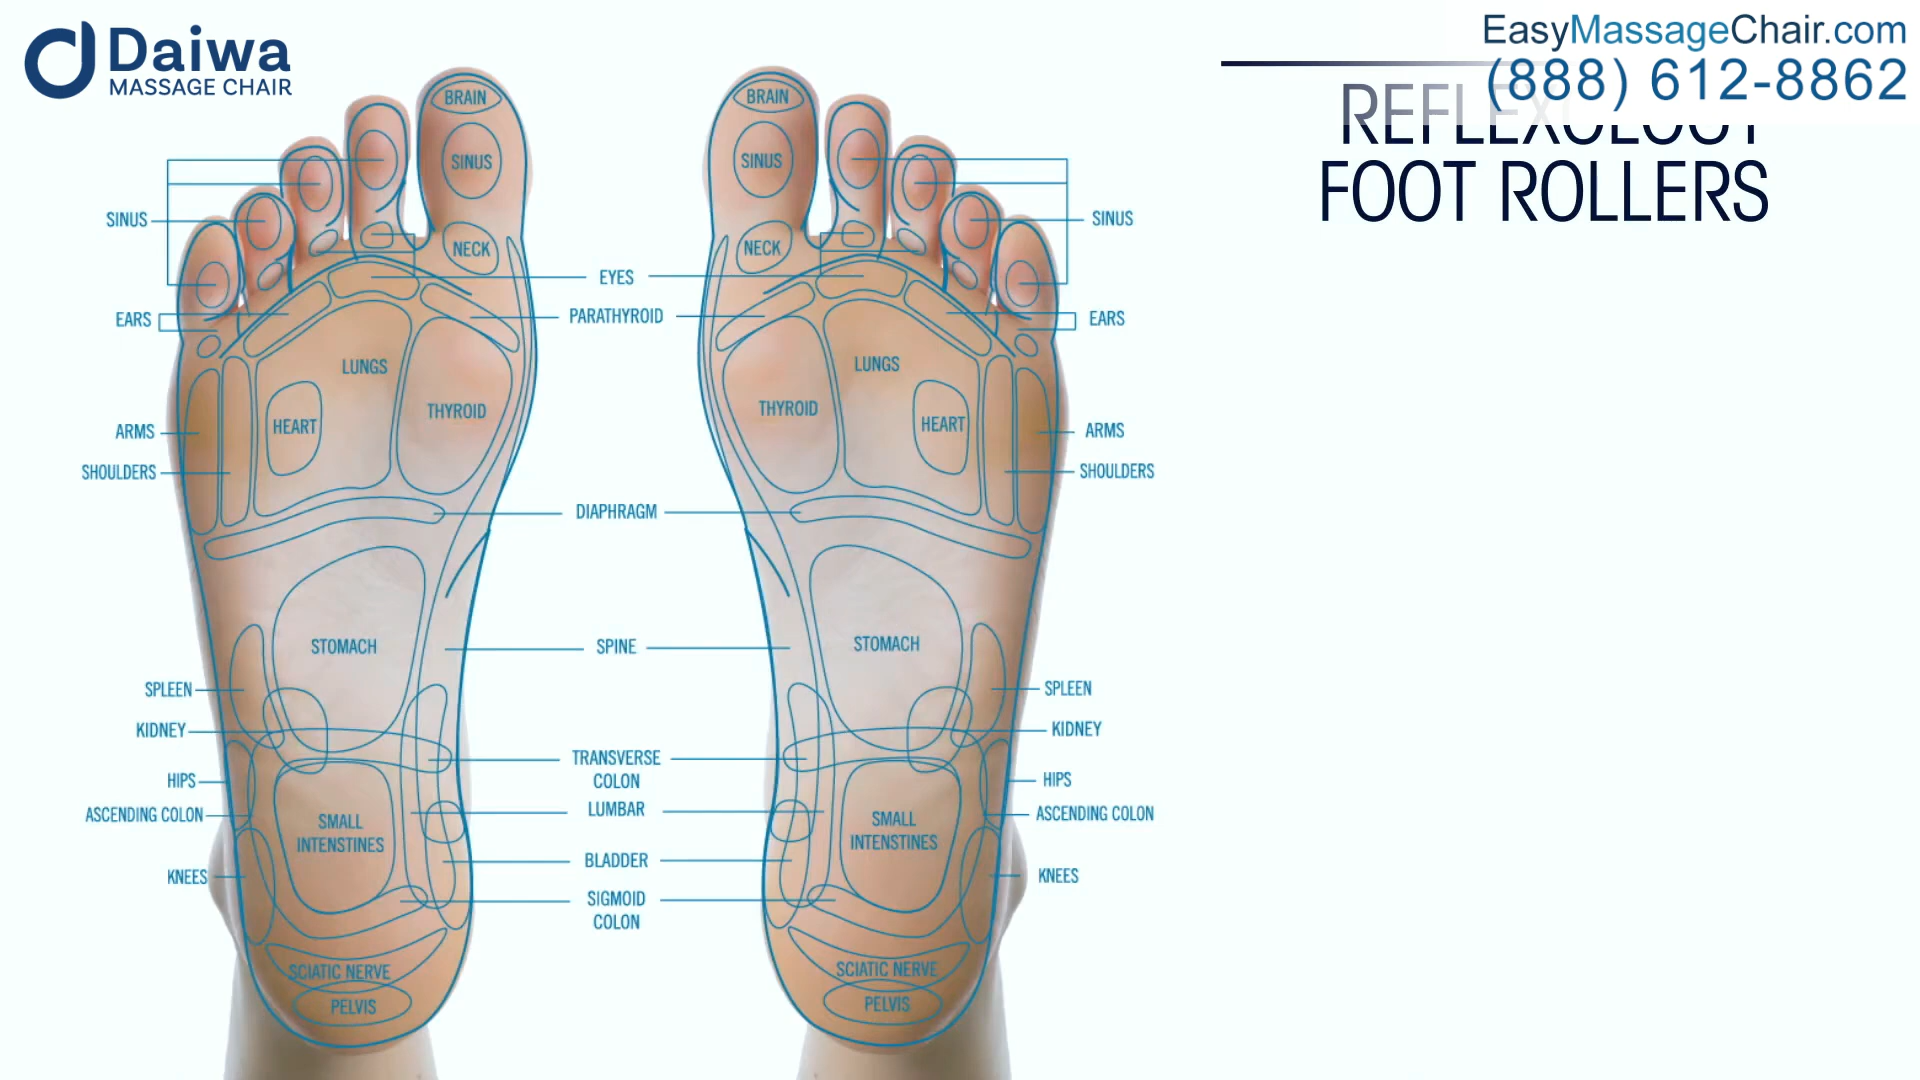 Daiwa
MASSAGE CHAIR
EasyMassageChair.com
(888) 612-8862
REFLEXOLOGY
FOOT ROLLERS
BRAIN
BRAIN
SINUS
SINUS
SINUS
SINUS
NECK
NECK
EYES
EARS
PARATHYROID
EARS
LUNGS
LUNGS
THYROID
THYROID
HEART
HEART
ARMS
ARMS
SHOULDERS
SHOULDERS
DIAPHRAGM
STOMACH
SPINE
STOMACH
SPLEEN
SPLEEN
KIDNEY
KIDNEY
TRANSVERSE
COLON
HIPS
HIPS
ASCENDING COLON
LUMBAR
ASCENDING COLON
SMALL
INTENSTINES
SMALL
INTENSTINES
BLADDER
KNEES
KNEES
SIGMOID
COLON
SCIATIC NERVE
SCIATIC NERVE
PELVIS
PELVIS